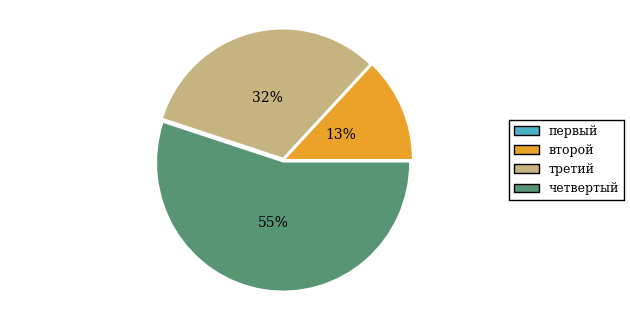 32%
13%
55%
первый
второй
третий
четвертый